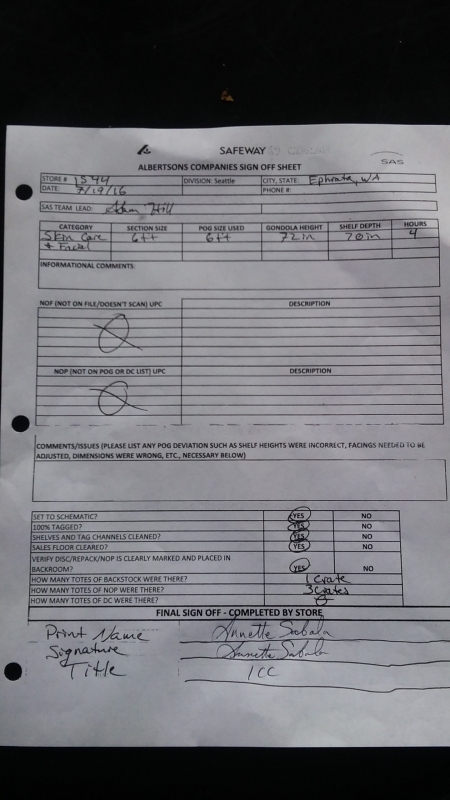 SAFEWAY
SAS
ALBERTSONS COMPANIES SIGN OFF SHEET
STORE # 1544 DIVISION: Seattle CITY, STATE: Ephrata, WA
DATE: 7/19/16 PHONE #:
SAS TEAM LEAD: Adam Hill
CATEGORY SECTION SIZE POG SIZE USED GONDOLA HEIGHT SHELF DEPTH HOURS
Skin Care 6ft 6ft 72in 20in 4
+ Facial
INFORMATIONAL COMMENTS:
NOF (NOT ON FILE/DOESN'T SCAN) UPC DESCRIPTION
NOP (NOT ON POG OR DC LIST) UPC DESCRIPTION
COMMENTS/ISSUES (PLEASE LIST ANY POG DEVIATION SUCH AS SHELF HEIGHTS WERE INCORRECT, FACINGS NEEDED TO BE
ADJUSTED, DIMENSIONS WERE WRONG, ETC., NECESSARY BELOW)
SET TO SCHEMATIC? YES NO
100% TAGGED? YES NO
SHELVES AND TAG CHANNELS CLEANED? YES NO
SALES FLOOR CLEARED? YES NO
VERIFY DISC/REPACK/NOP IS CLEARLY MARKED AND PLACED IN
BACKROOM? YES NO
HOW MANY TOTES OF BACKSTOCK WERE THERE? 1 Crate
HOW MANY TOTES OF NOP WERE THERE? 3 Crates
HOW MANY TOTES OF DC WERE THERE? 0
FINAL SIGN OFF - COMPLETED BY STORE
Print Name Annette Sabala
Signature Annette Sabala
Title ICC